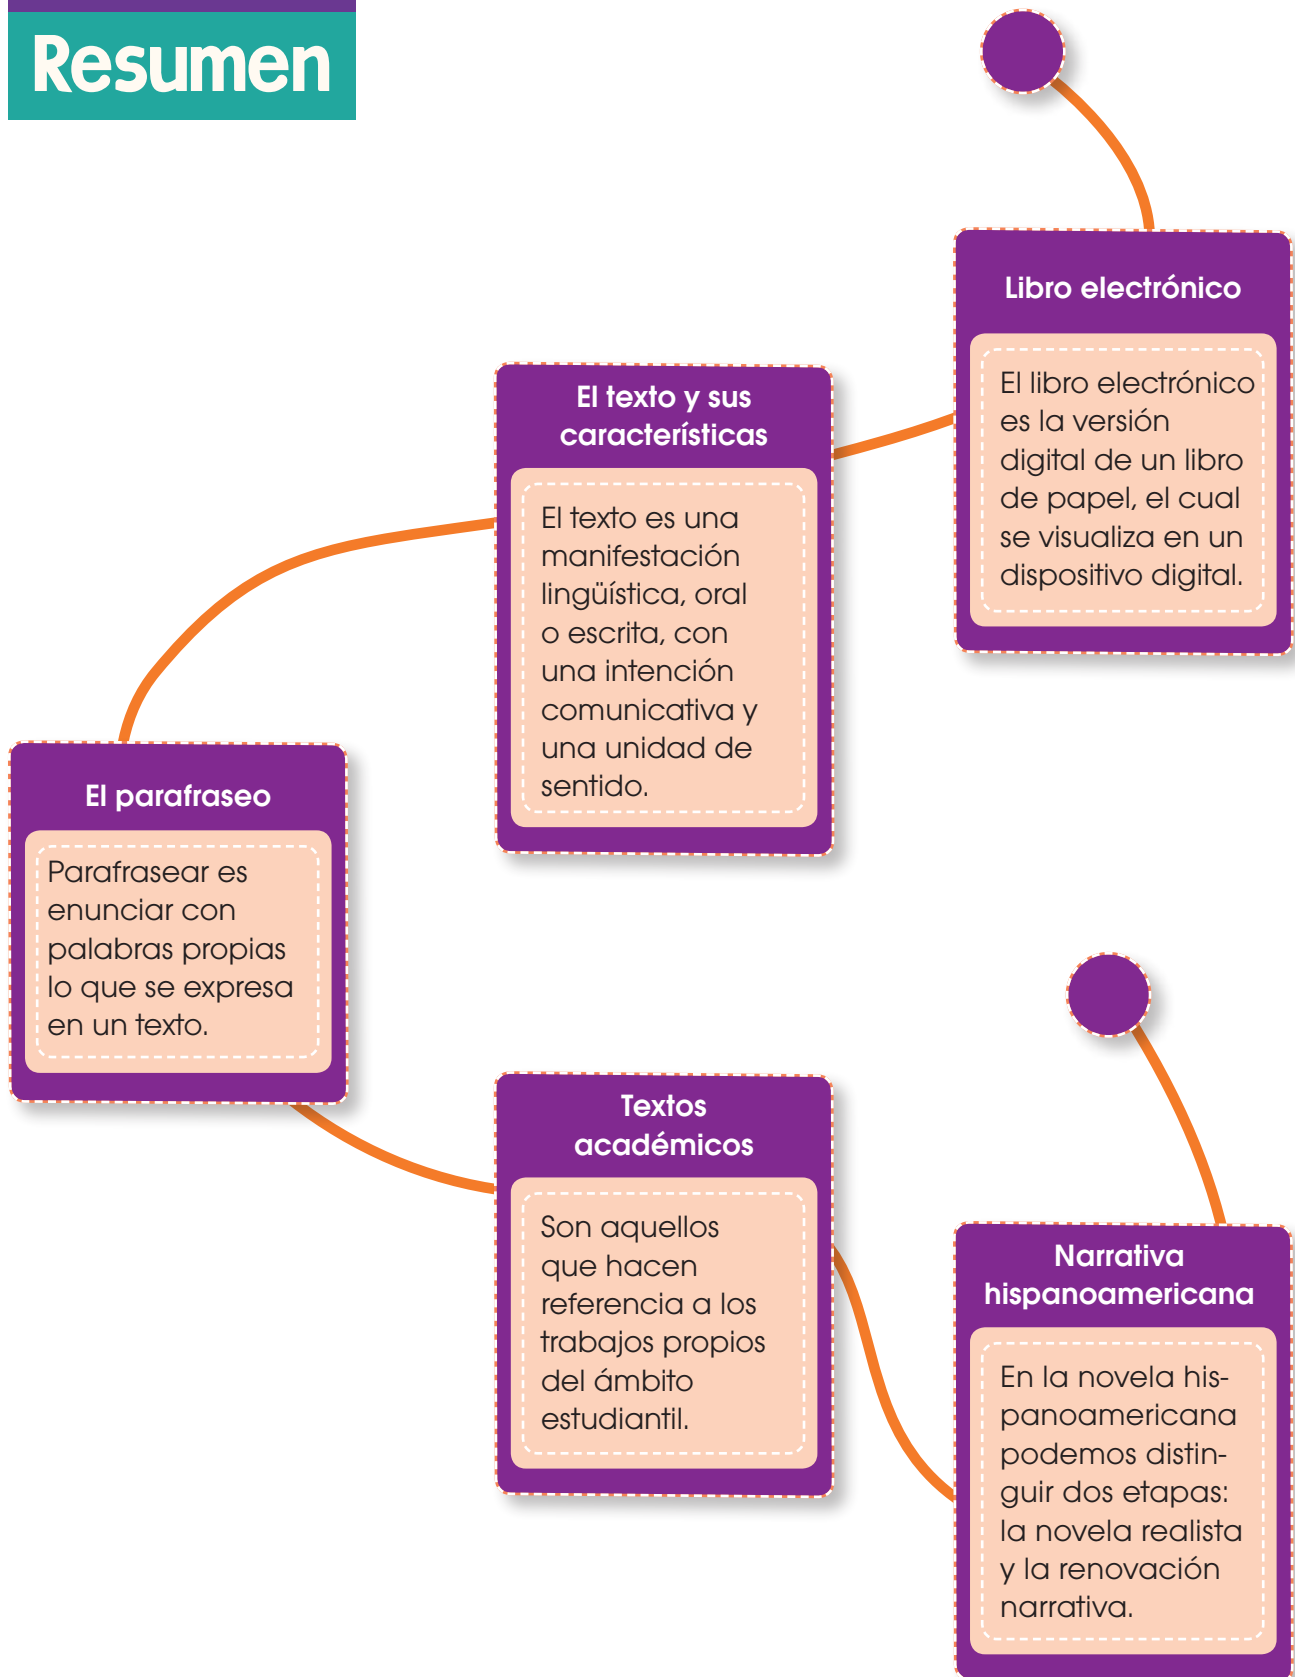 Resumen
Libro electrónico
El libro electrónico
es la versión
digital de un libro
de papel, el cual
se visualiza en un
dispositivo digital.
El texto y sus
características
El texto es una
manifestación
lingüística, oral
o escrita, con
una intención
comunicativa y
una unidad de
sentido.
El parafraseo
Parafrasear es
enunciar con
palabras propias
lo que se expresa
en un texto.
Textos
académicos
Son aquellos
que hacen
referencia a los
trabajos propios
del ámbito
estudiantil.
Narrativa
hispanoamericana
En la novela his-
panoamericana
podemos distin-
guir dos etapas:
la novela realista
y la renovación
narrativa.